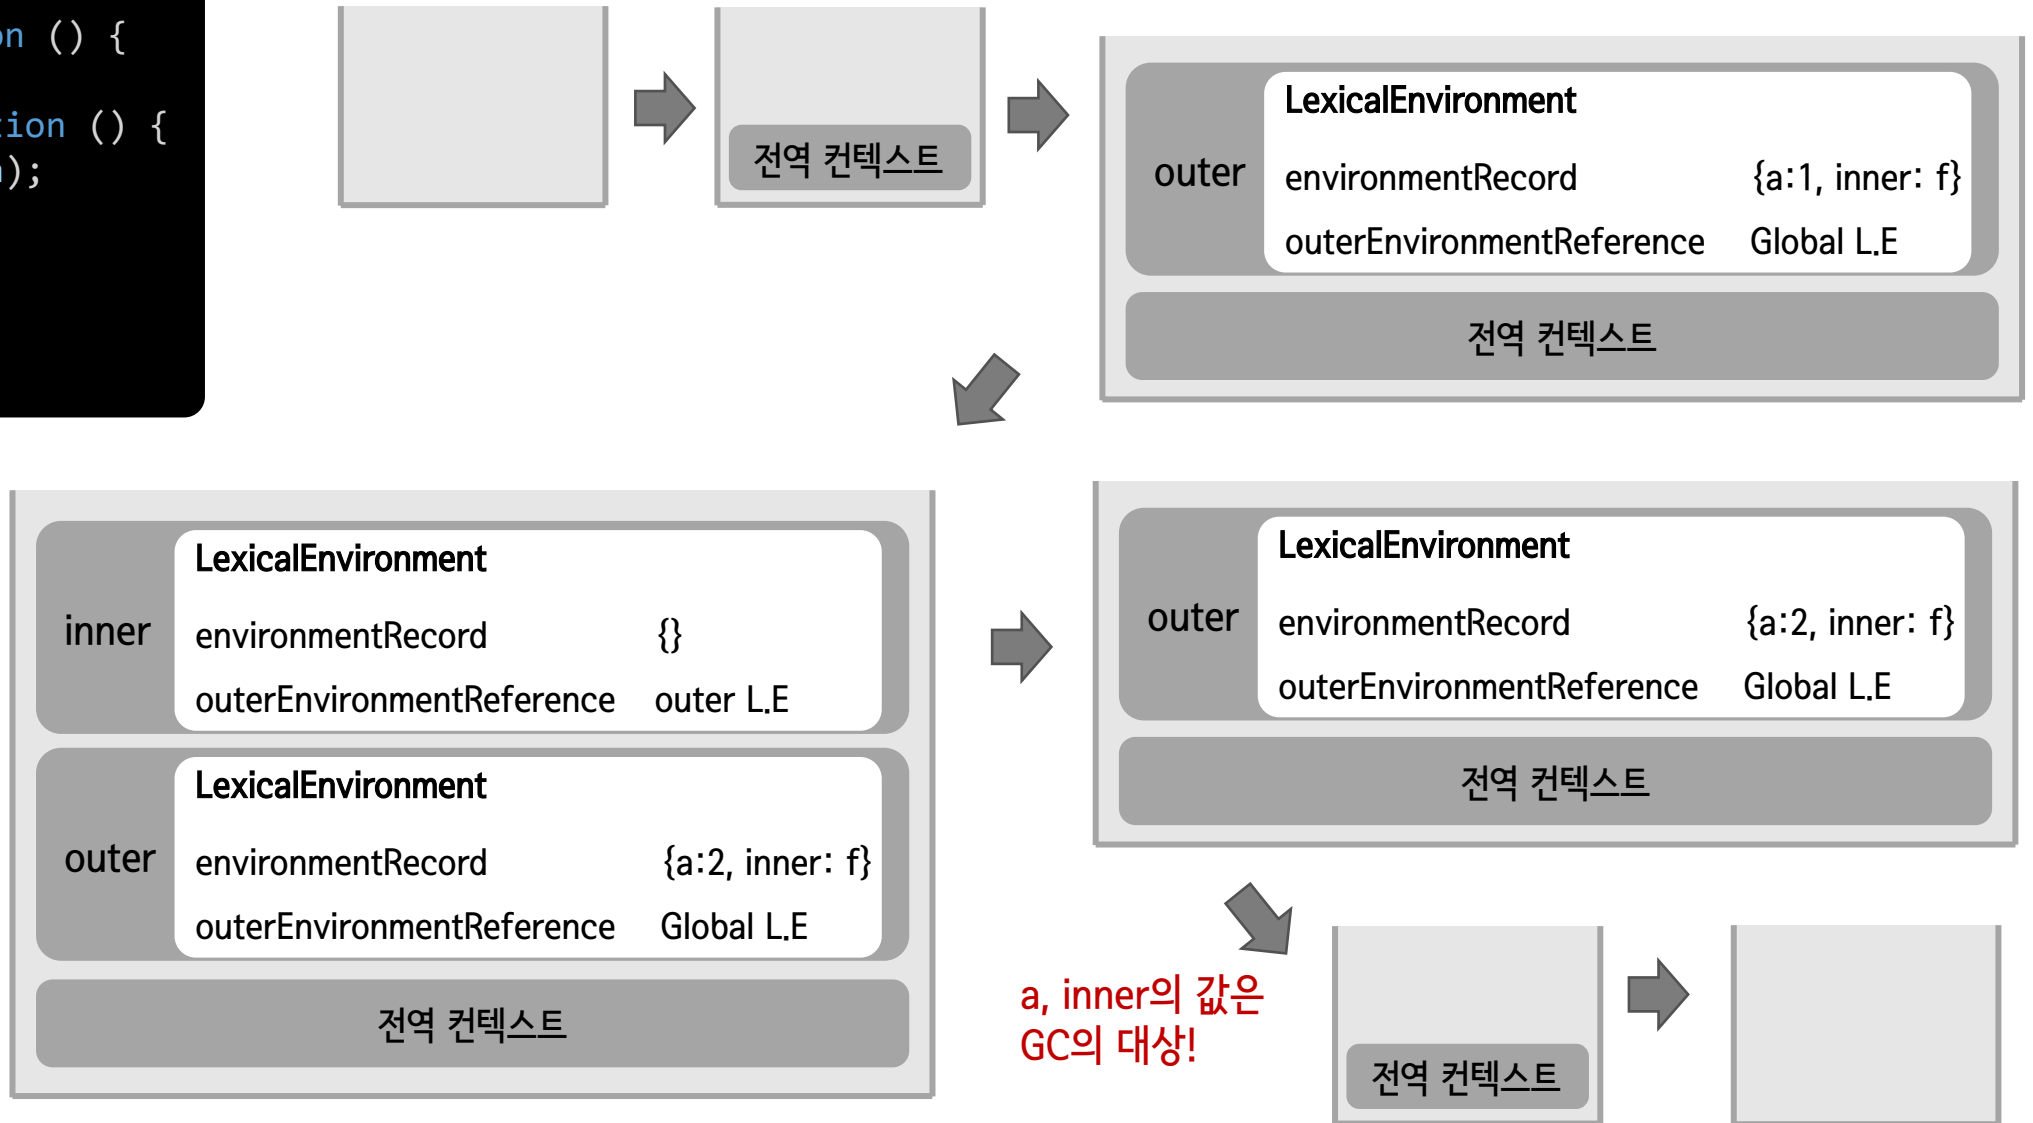 on () {
tion () {
);
전역 컨텍스트
LexicalEnvironment
outer
environmentRecord {a:1, inner: f}
outerEnvironmentReference Global L.E
전역 컨텍스트
LexicalEnvironment
inner
environmentRecord {}
outerEnvironmentReference outer L.E
LexicalEnvironment
outer
environmentRecord {a:2, inner: f}
outerEnvironmentReference Global L.E
전역 컨텍스트
LexicalEnvironment
outer
environmentRecord {a:2, inner: f}
outerEnvironmentReference Global L.E
전역 컨텍스트
a, inner의 값은
GC의 대상!
전역 컨텍스트